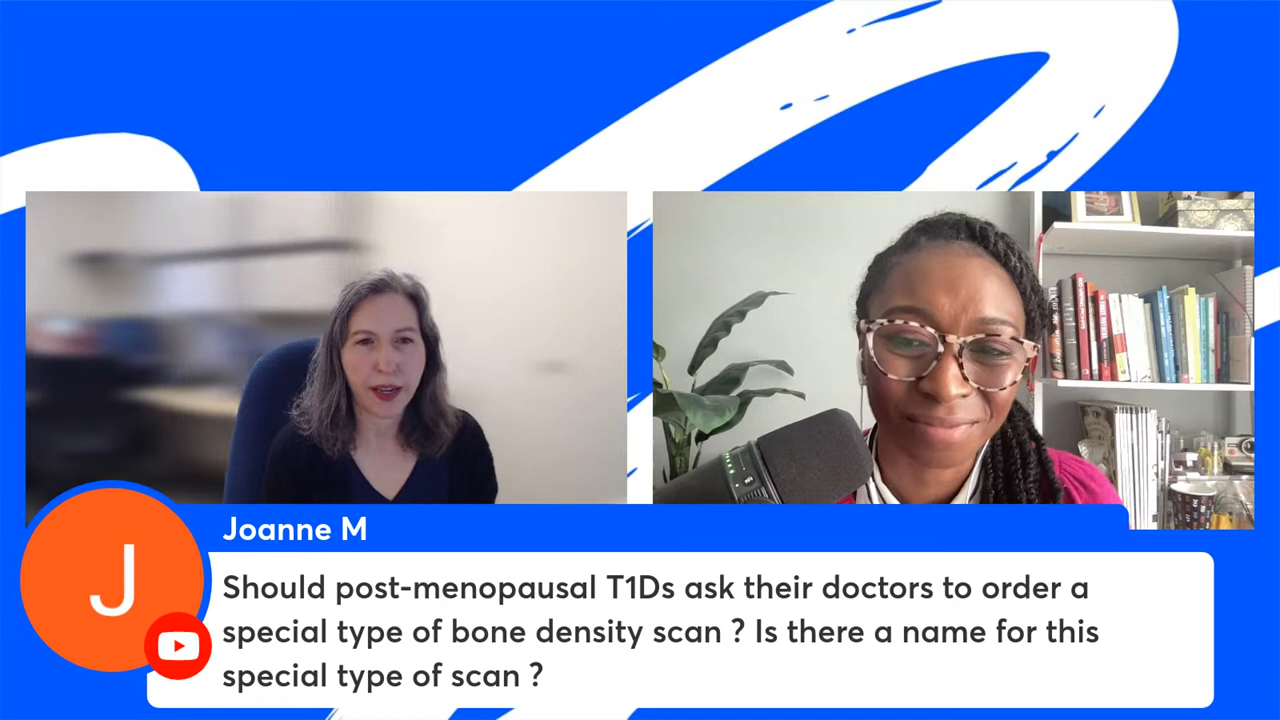 Joanne M
J
Should post-menopausal T1Ds ask their doctors to order a
special type of bone density scan ? Is there a name for this
special type of scan ?